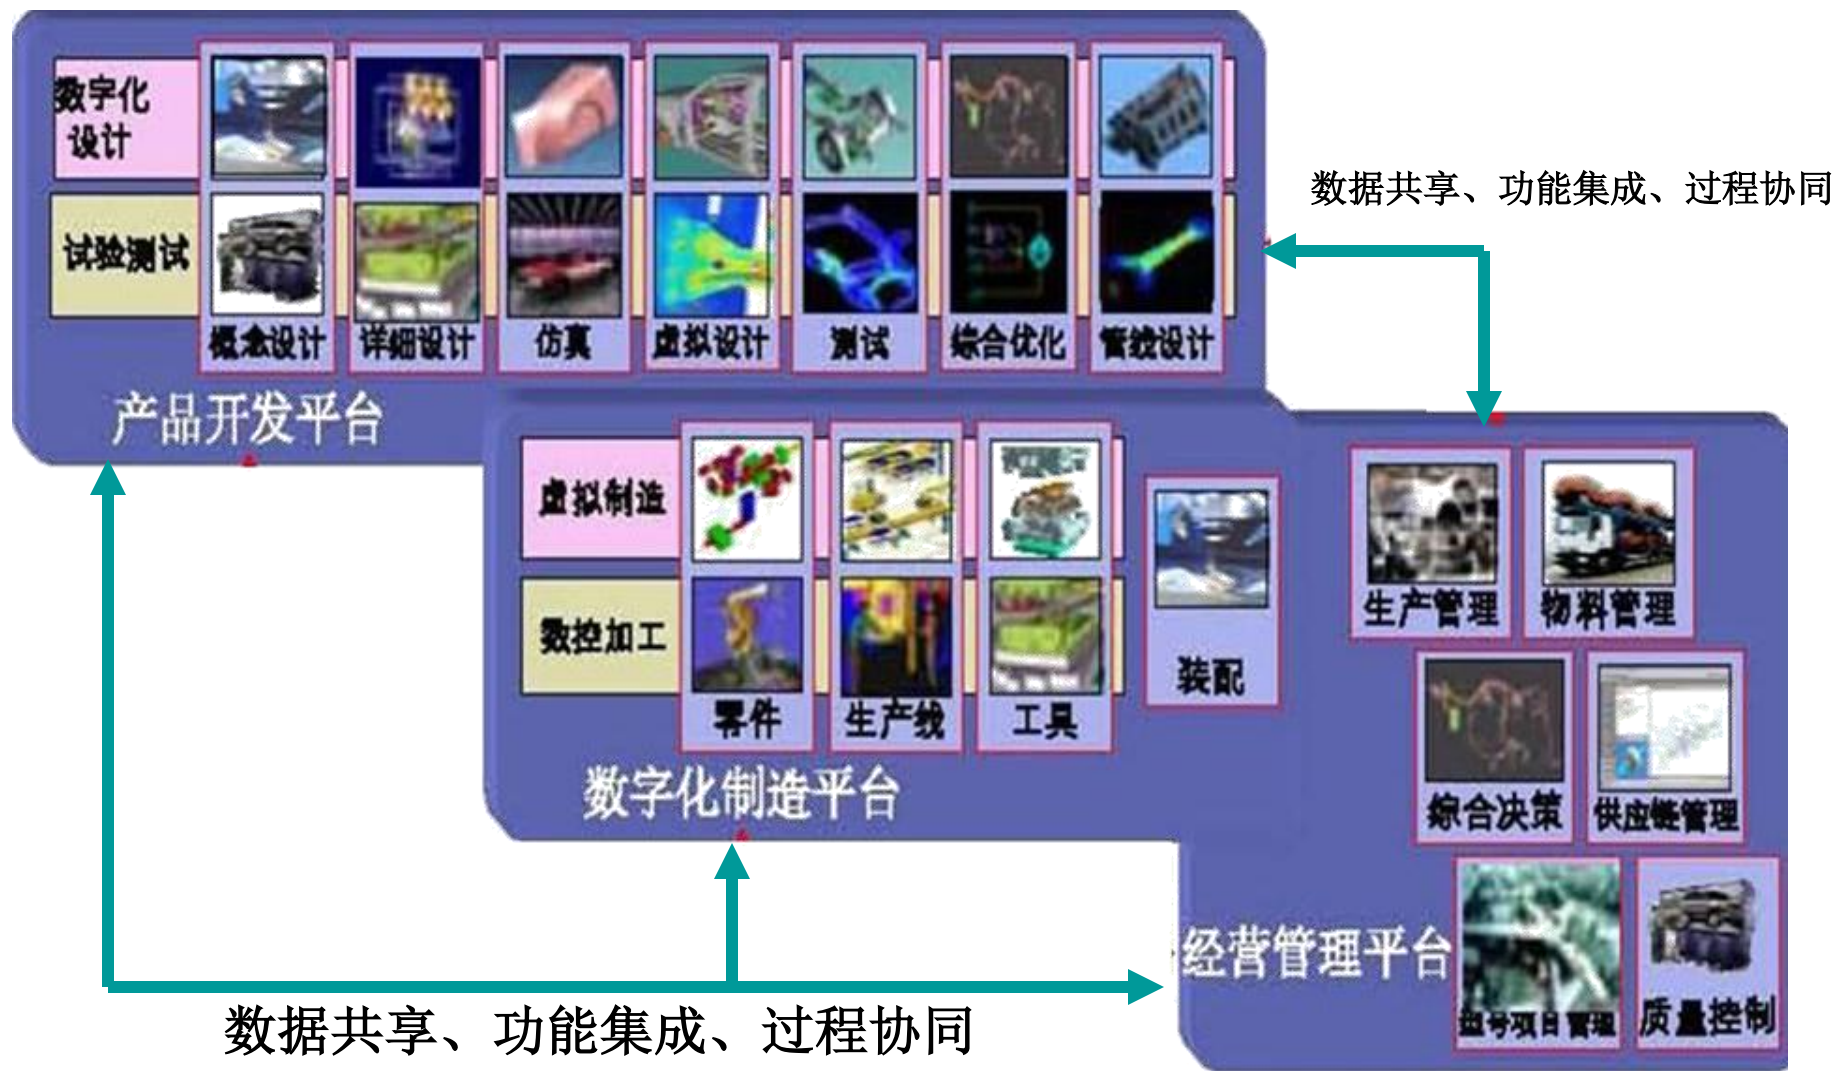 数字化
设计
试验测试
概念设计
详细设计
仿真
虚拟设计
测试
综合优化
管线设计
产品开发平台
数据共享、功能集成、过程协同
虚拟制造
数控加工
零件
生产线
工具
装配
数字化制造平台
生产管理
物料管理
综合决策
供应链管理
型号项目管理
质量控制
经营管理平台
数据共享、功能集成、过程协同